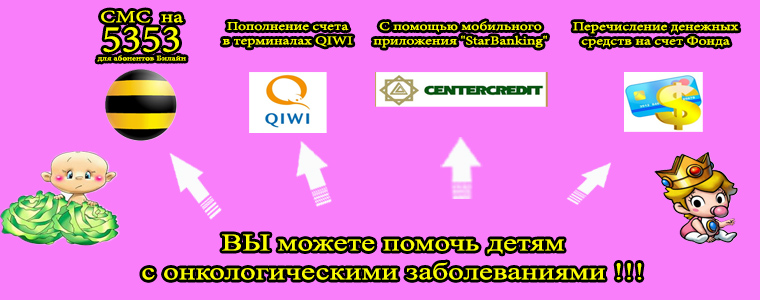 СМС на
5353
для абонентов Билайн
Пополнение счета
в терминалах QIWI
QIWI
С помощью мобильного
приложения "StarBanking"
CENTERCREDIT
Перечисление денежных
средств на счет Фонда
ВЫ можете помочь детям
с онкологическими заболеваниями !!!